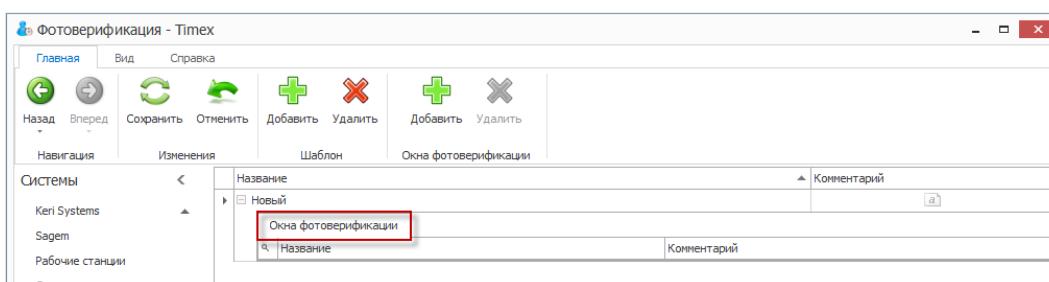 Фотоверификация - Timex
Главная Вид Справка
Назад Вперед Сохранить Отменить Добавить Удалить Добавить Удалить
Навигация Изменения Шаблон Окна фотоверификации
Системы
Название Комментарий
Новый
Keri Systems
Окна фотоверификации
Sagem
Название Комментарий
Рабочие станции